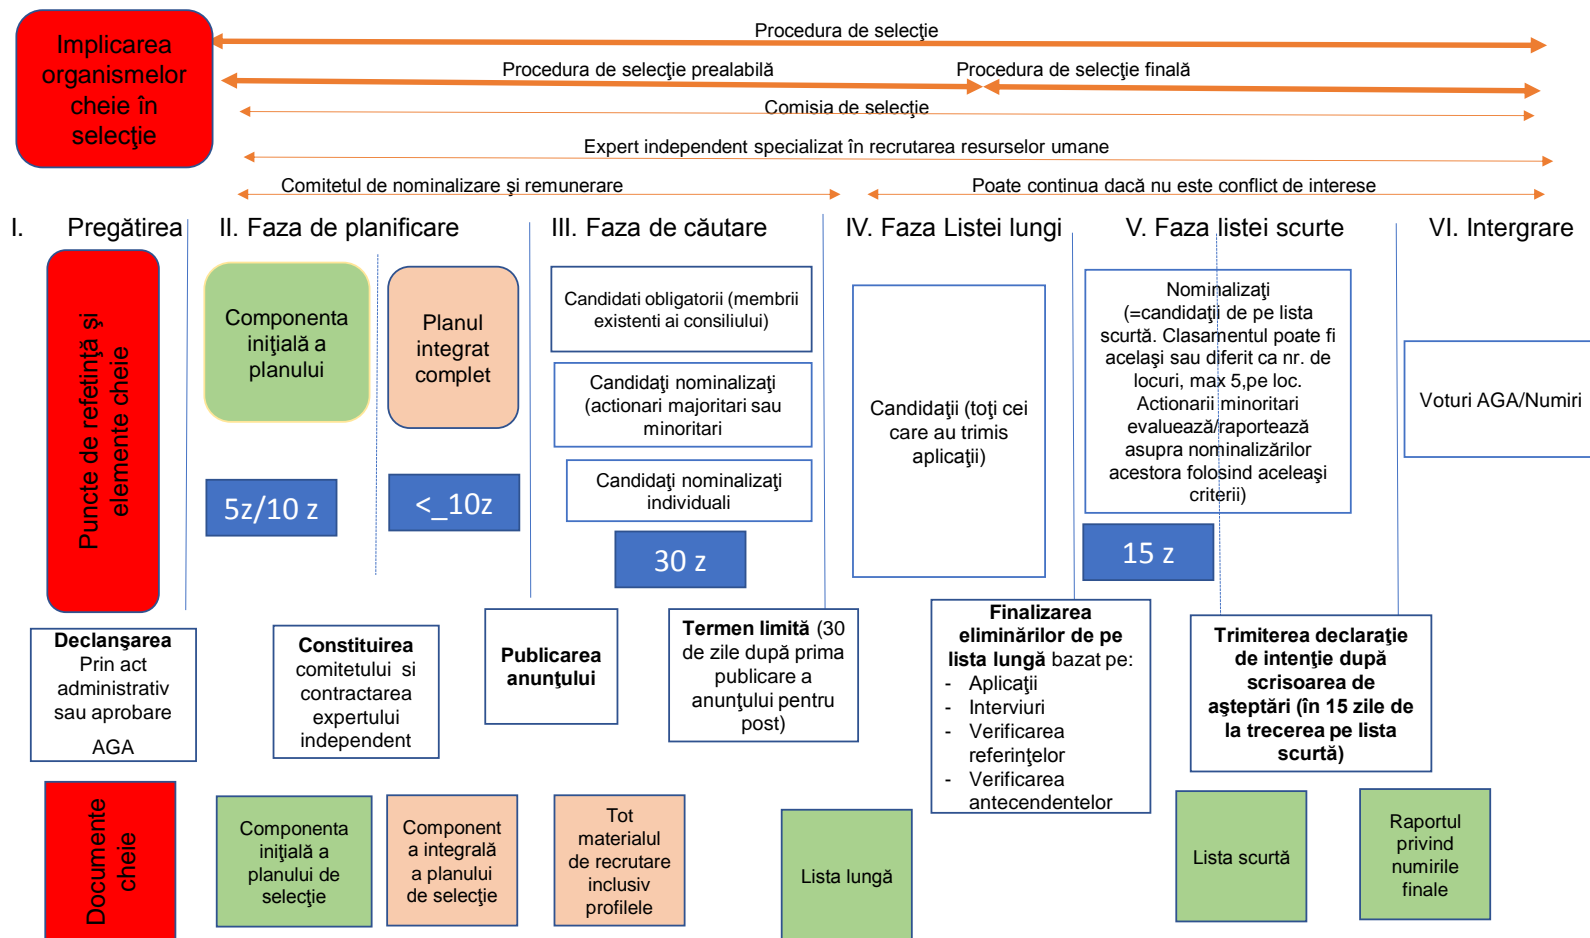 Implicarea
organismelor
cheie în
selecţie
Procedura de selecţie
Procedura de selecţie prealabilă
Procedura de selecţie finală
Comisia de selecţie
Expert independent specializat în recrutarea resurselor umane
Comitetul de nominalizare şi remunerare
Poate continua dacă nu este conflict de interese
I. Pregătirea
II. Faza de planificare
III. Faza de căutare
IV. Faza Listei lungi
V. Faza listei scurte
VI. Intergrare
Puncte de refetinţă şi
elemente cheie
Componenta
iniţială a
planului
Planul
integrat
complet
5z/10 z
<_10z
Candidati obligatorii (membrii
existenti ai consiliului)
Candidaţi nominalizaţi
(actionari majoritari sau
minoritari
Candidaţi nominalizaţi
individuali
30 z
Candidaţii (toţi cei
care au trimis
aplicaţii)
Nominalizaţi
(=candidaţii de pe lista
scurtă. Clasamentul poate fi
acelaşi sau diferit ca nr. de
locuri, max 5,pe loc.
Actionarii minoritari
evaluează/raportează
asupra nominalizărilor
acestora folosind aceleaşi
criterii)
15 z
Voturi AGA/Numiri
Declanşarea
Prin act
administrativ
sau aprobare
AGA
Constituirea
comitetului si
contractarea
expertului
independent
Publicarea
anunţului
Termen limită (30
de zile după prima
publicare a
anunţului pentru
post)
Finalizarea
eliminărilor de pe
lista lungă bazat pe:
- Aplicaţii
- Interviuri
- Verificarea
referinţelor
- Verificarea
antecendentelor
Trimiterea declaraţie
de intenţie după
scrisoarea de
aşteptări (în 15 zile de
la trecerea pe lista
scurtă)
Documente
cheie
Componenta
iniţială a
planului de
selecţie
Component
a integrală
a planului
de selecţie
Tot
materialul
de recrutare
inclusiv
profilele
Lista lungă
Lista scurtă
Raportul
privind
numirile
finale